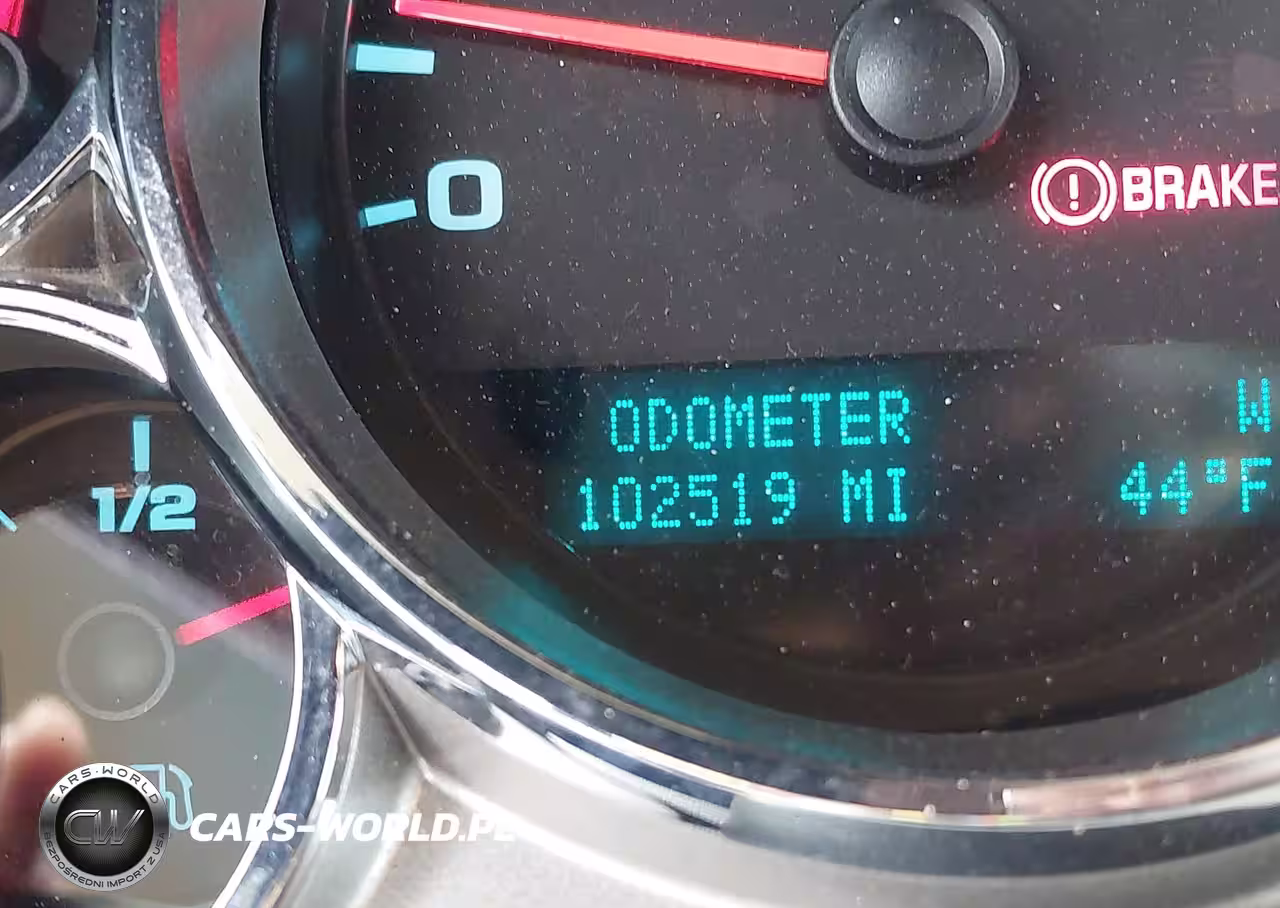 0
BRAKE
ODOMETER
W
102519 MI
44°F
1/2
CARS-WORLD
CW
BEZPOŚREDNI IMPORT Z USA
CARS-WORLD.PL